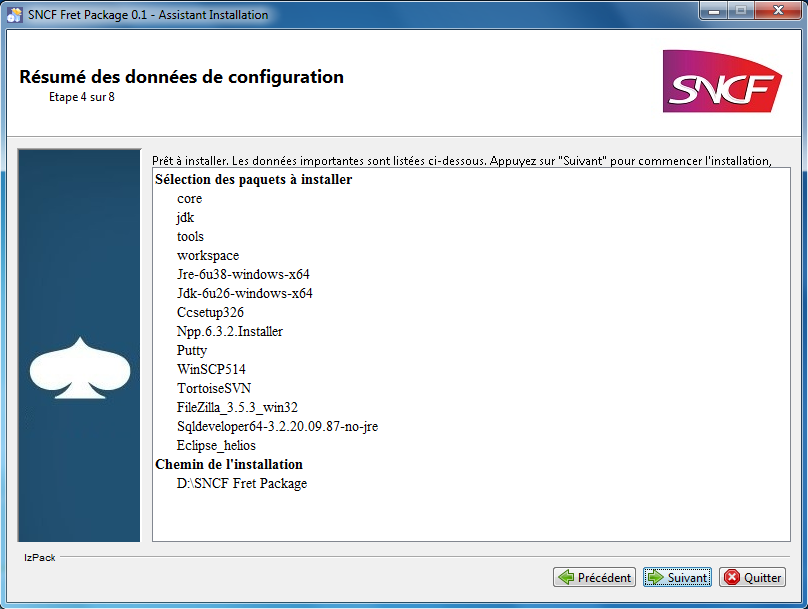 SNCF Fret Package 0.1 - Assistant Installation
Résumé des données de configuration
Etape 4 sur 8
SNCF
Prêt à installer. Les données importantes sont listées ci-dessous. Appuyez sur "Suivant" pour commencer l'installation,
Sélection des paquets à installer
core
jdk
tools
workspace
Jre-6u38-windows-x64
Jdk-6u26-windows-x64
Ccsetup326
Npp.6.3.2.Installer
Putty
WinSCP514
TortoiseSVN
FileZilla_3.5.3_win32
Sqldeveloper64-3.2.20.09.87-no-jre
Eclipse_helios
Chemin de l'installation
D:\SNCF Fret Package
IzPack
Précédent
Suivant
Quitter